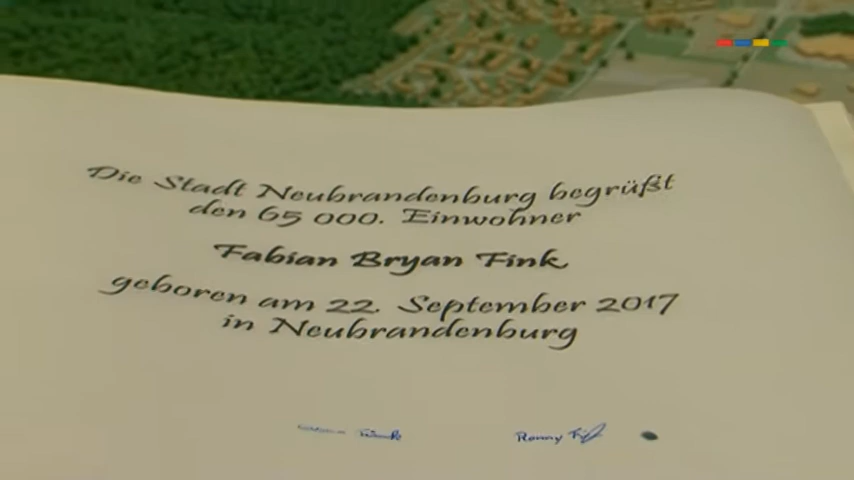 Die Stadt Neubrandenburg begrüßt
den 65 000. Einwohner
Fabian Bryan Fink
geboren am 22. September 2017
in Neubrandenburg
Ronny